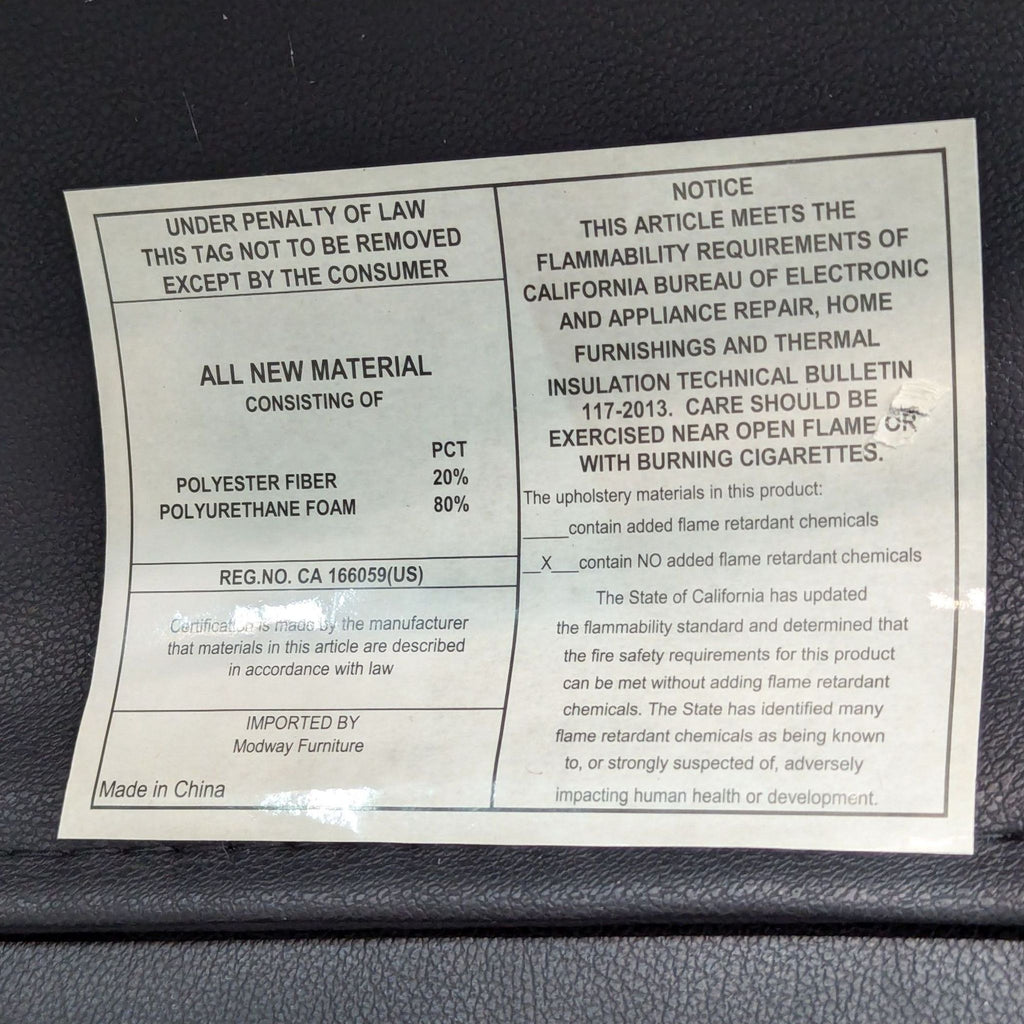 UNDER PENALTY OF LAW
THIS TAG NOT TO BE REMOVED
EXCEPT BY THE CONSUMER
ALL NEW MATERIAL
CONSISTING OF
PCT
POLYESTER FIBER 20%
POLYURETHANE FOAM 80%
REG.NO. CA 166059(US)
Certification is made by the manufacturer
that materials in this article are described
in accordance with law
IMPORTED BY
Modway Furniture
Made in China
NOTICE
THIS ARTICLE MEETS THE
FLAMMABILITY REQUIREMENTS OF
CALIFORNIA BUREAU OF ELECTRONIC
AND APPLIANCE REPAIR, HOME
FURNISHINGS AND THERMAL
INSULATION TECHNICAL BULLETIN
117-2013. CARE SHOULD BE
EXERCISED NEAR OPEN FLAME OR
WITH BURNING CIGARETTES.
The upholstery materials in this product:
____contain added flame retardant chemicals
__X___contain NO added flame retardant chemicals
The State of California has updated
the flammability standard and determined that
the fire safety requirements for this product
can be met without adding flame retardant
chemicals. The State has identified many
flame retardant chemicals as being known
to, or strongly suspected of, adversely
impacting human health or development.